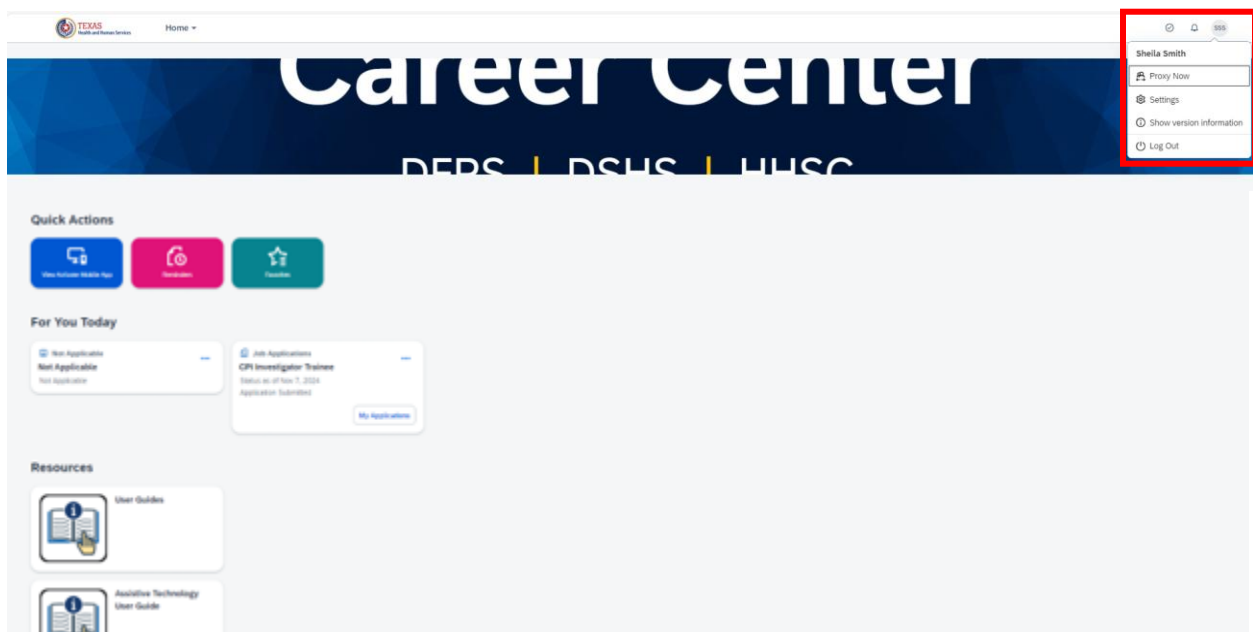 TEXAS
Health and Human Services
Home
SSS
Sheila Smith
Proxy Now
Settings
Show version information
Log Out
Career Center
DFPS | DSHS | HHSC
Quick Actions
View Activate Mobile App
Reminders
Favorites
For You Today
Not Applicable
Not Applicable
Not Applicable
Job Applications
CPI Investigator Trainee
Status as of Nov 7, 2024
Application Submitted
My Applications
Resources
User Guides
Assistive Technology
User Guide